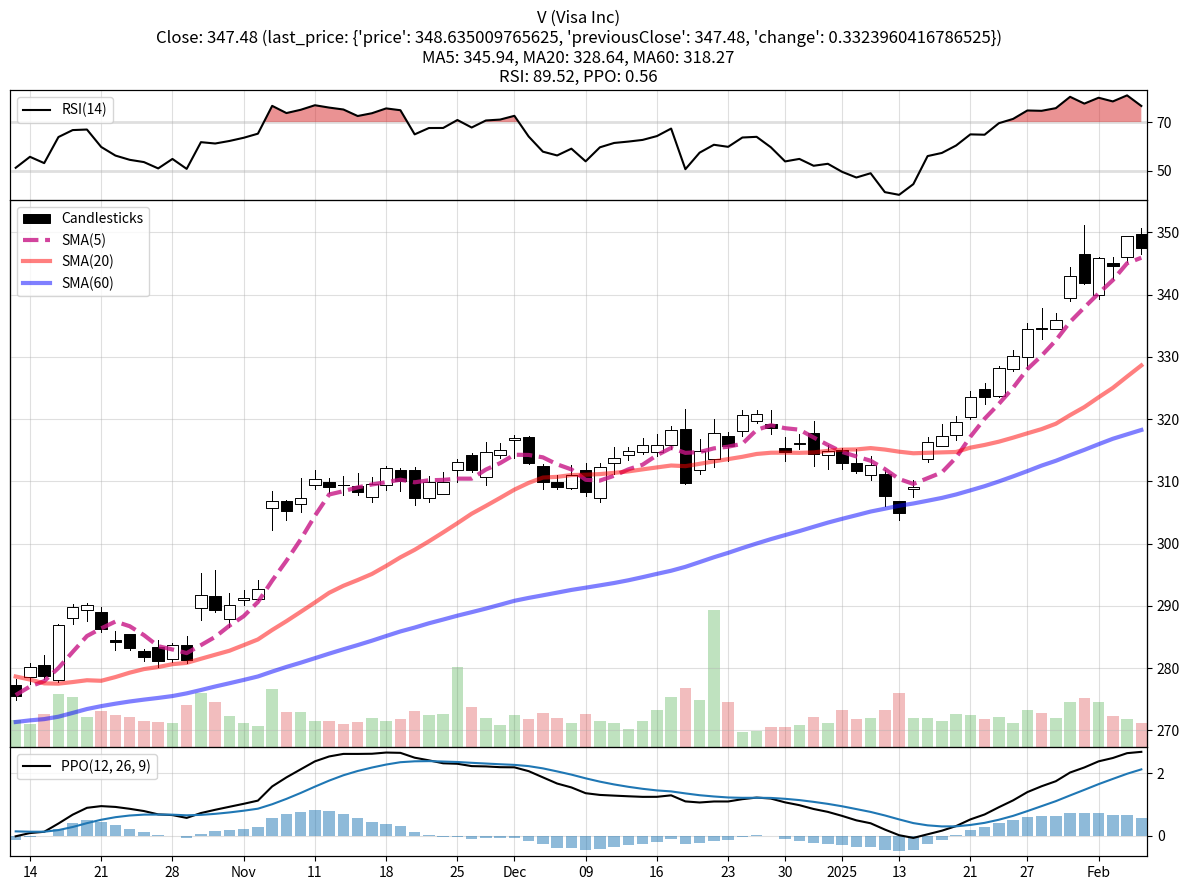 V (Visa Inc)
Close: 347.48 (last_price: {'price': 348.635009765625, 'previousClose': 347.48, 'change': 0.3323960416786525})
MA5: 345.94, MA20: 328.64, MA60: 318.27
RSI: 89.52, PPO: 0.56
RSI(14)
70
50
Candlesticks
SMA(5)
SMA(20)
SMA(60)
350
340
330
320
310
300
290
280
270
PPO(12, 26, 9)
2
0
14 21 28 Nov 11 18 25 Dec 09 16 23 30 2025 13 21 27 Feb